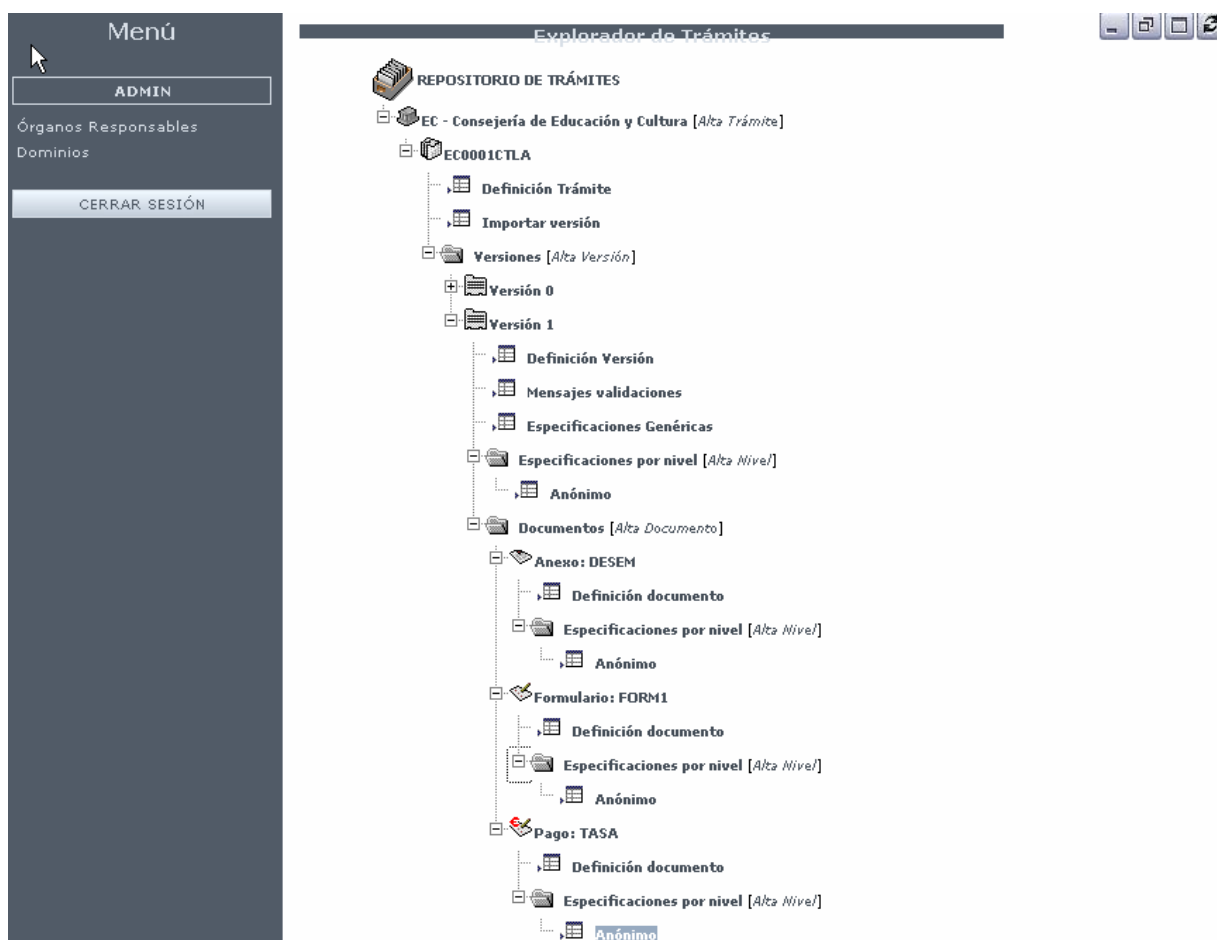 Menú
ADMIN
Órganos Responsables
Dominios
CERRAR SESIÓN
Explorador de Trámites
REPOSITORIO DE TRÁMITES
EC - Consejería de Educación y Cultura [Alta Trámite]
EC0001CTLA
Definición Trámite
Importar versión
Versiones [Alta Versión]
Versión 0
Versión 1
Definición Versión
Mensajes validaciones
Especificaciones Genéricas
Especificaciones por nivel [Alta Nivel]
Anónimo
Documentos [Alta Documento]
Anexo: DESEM
Definición documento
Especificaciones por nivel [Alta Nivel]
Anónimo
Formulario: FORM1
Definición documento
Especificaciones por nivel [Alta Nivel]
Anónimo
Pago: TASA
Definición documento
Especificaciones por nivel [Alta Nivel]
Anónimo